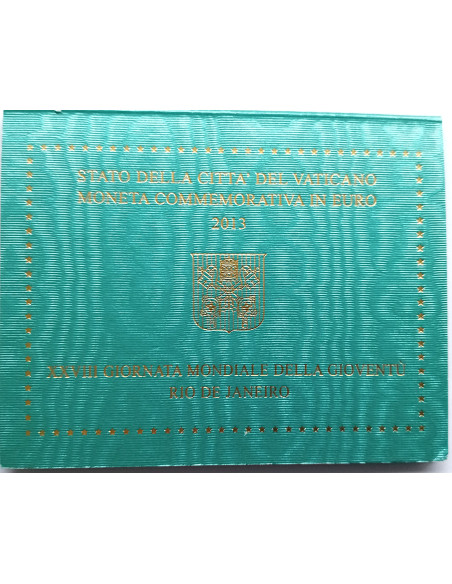 STATO DELLA CITTA' DEL VATICANO
MONETA COMMEMORATIVA IN EURO
2013
XXVIII GIORNATA MONDIALE DELLA GIOVENTÙ
RIO DE JANEIRO